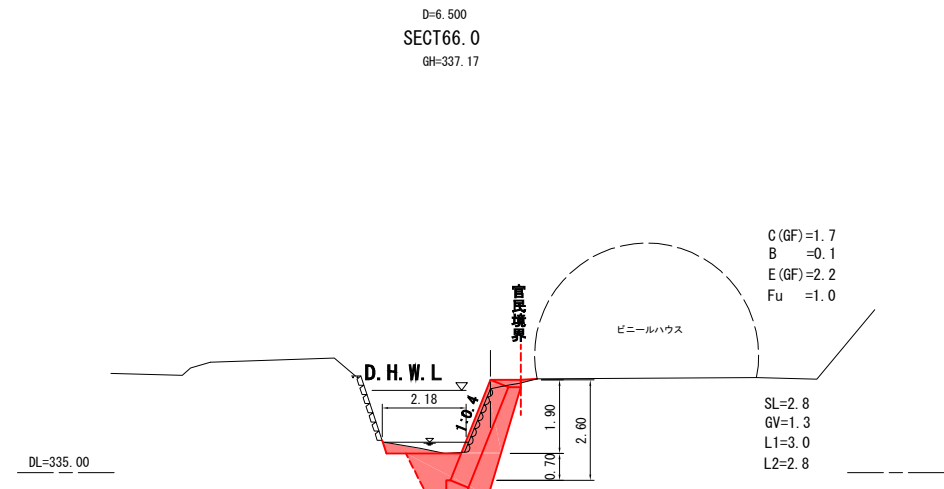 D=6.500
SECT66.0
GH=337.17
C(GF)=1.7
B =0.1
E(GF)=2.2
Fu =1.0
官民境界
ビニールハウス
D.H.W.L
2.18
1:0.4
1.90
2.60
0.70
SL=2.8
GV=1.3
L1=3.0
L2=2.8
DL=335.00